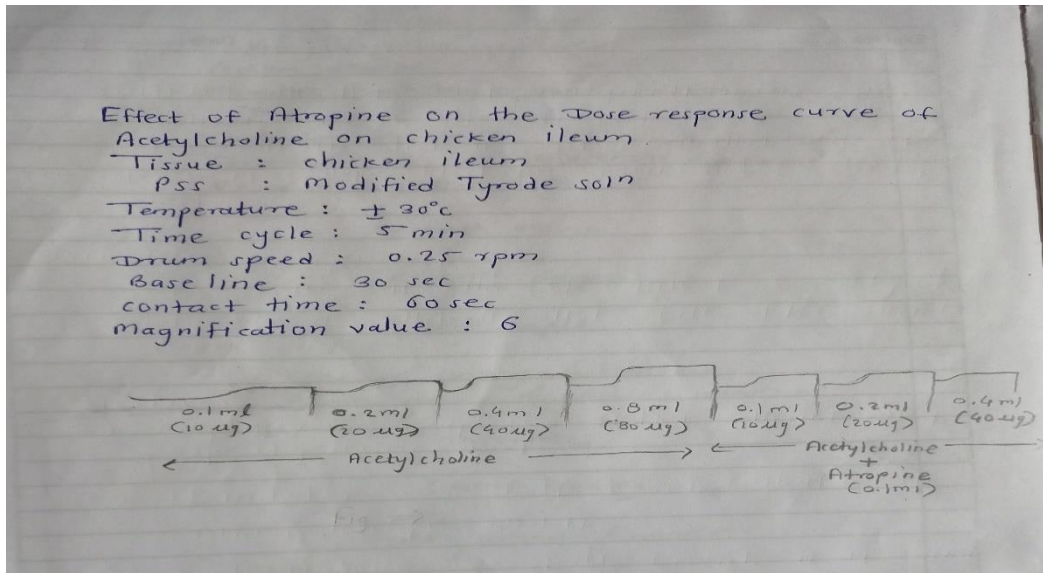 Effect of Atropine on the Dose response curve of
Acetylcholine on chicken ileum
Tissue : chicken ileum
PSS : Modified Tyrode soln
Temperature : ± 30°c
Time cycle : 5 min
Drum speed : 0.25 rpm
Base line : 30 sec
contact time : 60 sec
magnification value : 6
0.1 ml 0.2 ml 0.4 ml 0.8 ml 0.1 ml 0.2 ml 0.4 ml
(10 ug) (20 ug) (40 ug) (80 ug) (10 ug) (20 ug) (40 ug)
Acetylcholine Acetylcholine
+
Atropine
(0.1ml)
Fig